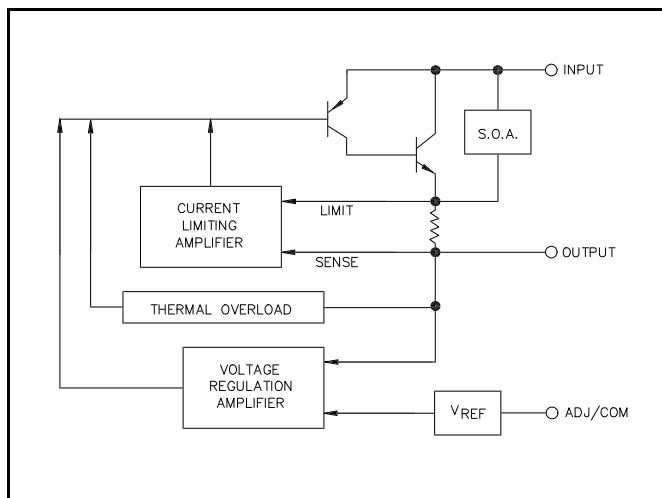 INPUT
S.O.A.
CURRENT
LIMITING
AMPLIFIER
LIMIT
SENSE
OUTPUT
THERMAL OVERLOAD
VOLTAGE
REGULATION
AMPLIFIER
VREF
ADJ/COM